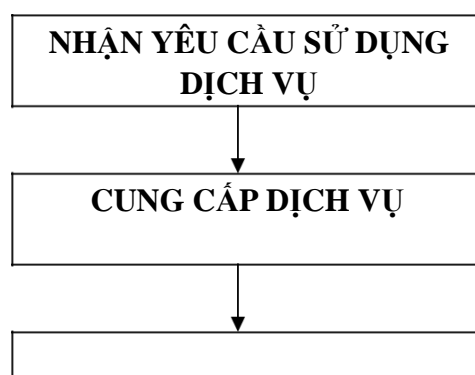 NHẬN YÊU CẦU SỬ DỤNG
DỊCH VỤ
CUNG CẤP DỊCH VỤ